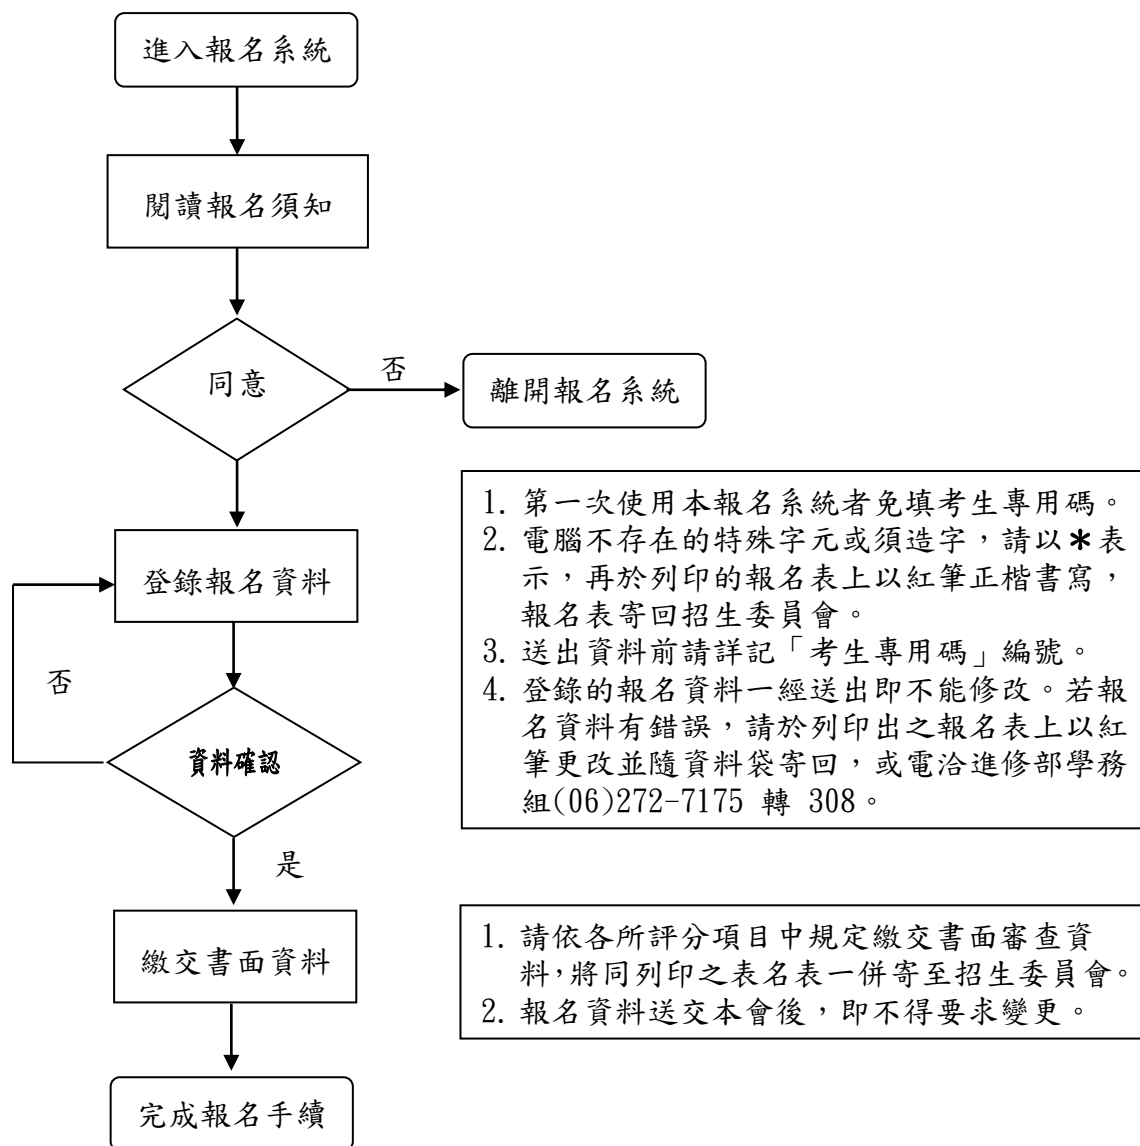 進入報名系統
閱讀報名須知
同意
否
離開報名系統
登錄報名資料
否
資料確認
是
1. 第一次使用本報名系統者免填考生專用碼。
2. 電腦不存在的特殊字元或須造字，請以＊表
示，再於列印的報名表上以紅筆正楷書寫，
報名表寄回招生委員會。
3. 送出資料前請詳記「考生專用碼」編號。
4. 登錄的報名資料一經送出即不能修改。若報
名資料有錯誤，請於列印出之報名表上以紅
筆更改並隨資料袋寄回，或電洽進修部學務
組(06)272-7175 轉 308。
繳交書面資料
1. 請依各所評分項目中規定繳交書面審查資
料，將同列印之表名表一併寄至招生委員會。
2. 報名資料送交本會後，即不得要求變更。
完成報名手續